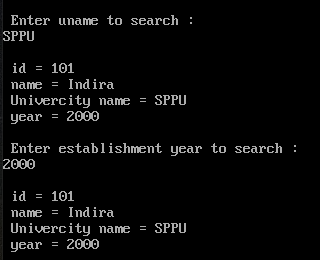 Enter uname to search :
SPPU
id = 101
name = Indira
Univercity name = SPPU
year = 2000
Enter establishment year to search :
2000
id = 101
name = Indira
Univercity name = SPPU
year = 2000